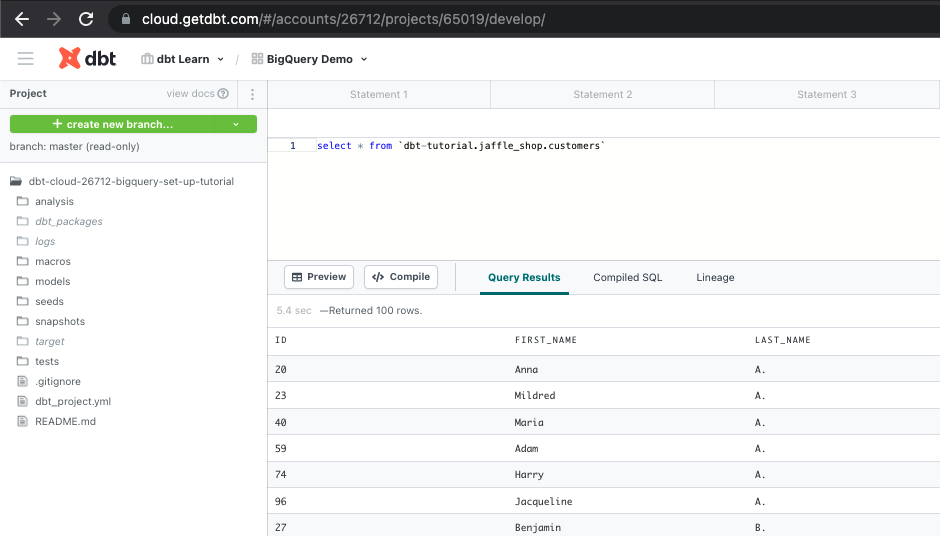 cloud.getdbt.com/#/accounts/26712/projects/65019/develop/
dbt dbt Learn / BigQuery Demo
Project view docs
Statement 1 Statement 2 Statement 3
+ create new branch...
branch: master (read-only)
1 select * from `dbt-tutorial.jaffle_shop.customers`
dbt-cloud-26712-bigquery-set-up-tutorial
analysis
dbt_packages
logs
macros
models
seeds
snapshots
target
tests
.gitignore
dbt_project.yml
README.md
Preview </> Compile Query Results Compiled SQL Lineage
5.4 sec —Returned 100 rows.
ID FIRST_NAME LAST_NAME
20 Anna A.
23 Mildred A.
40 Maria A.
59 Adam A.
74 Harry A.
96 Jacqueline A.
27 Benjamin B.